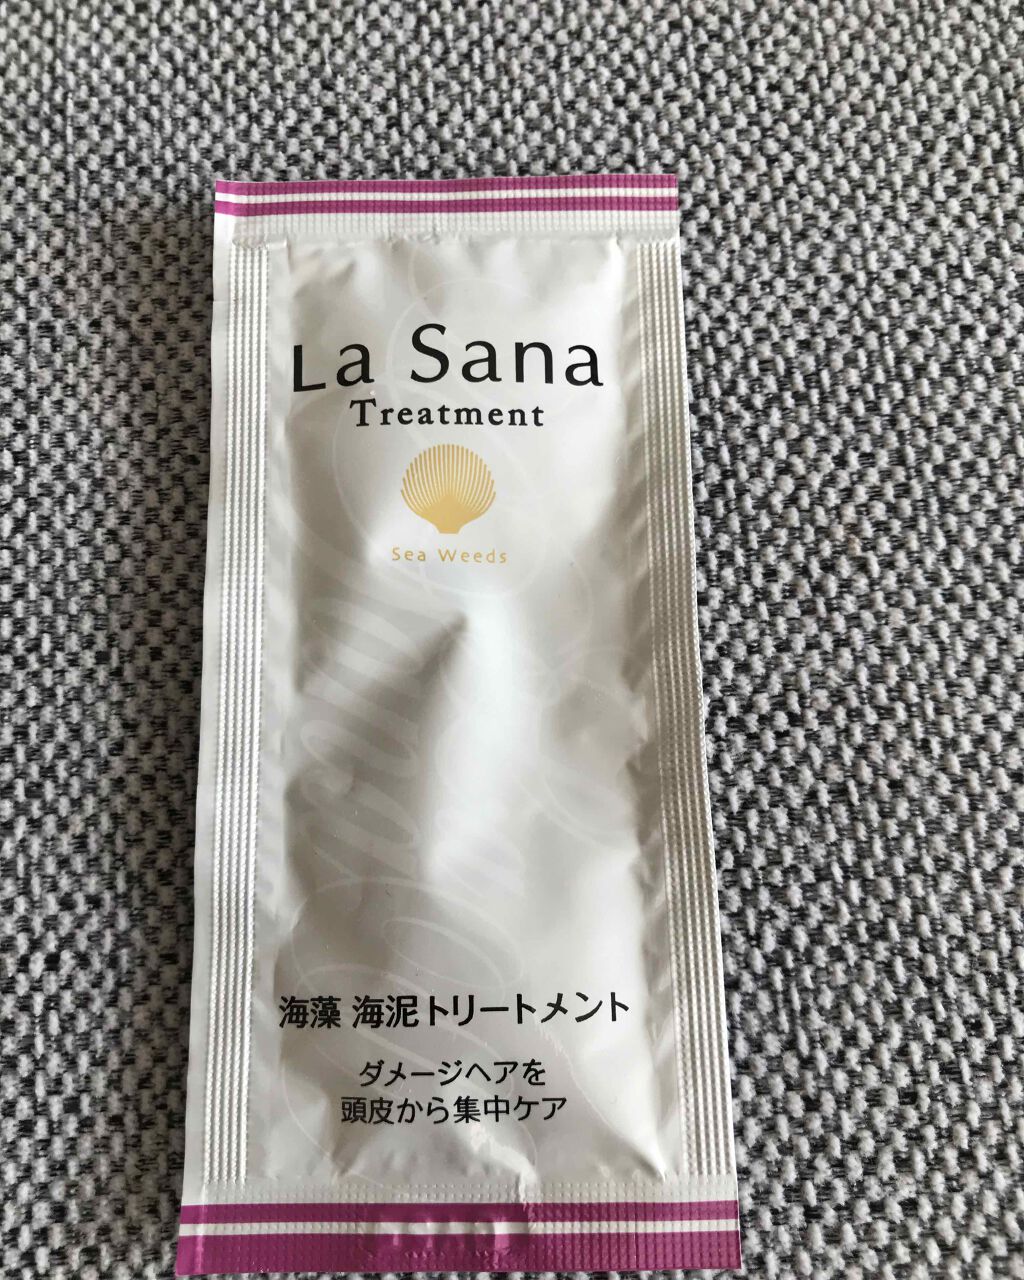 La Sana
Treatment
Sea Weeds
海藻 海泥トリートメント
ダメージヘアを
頭皮から集中ケア